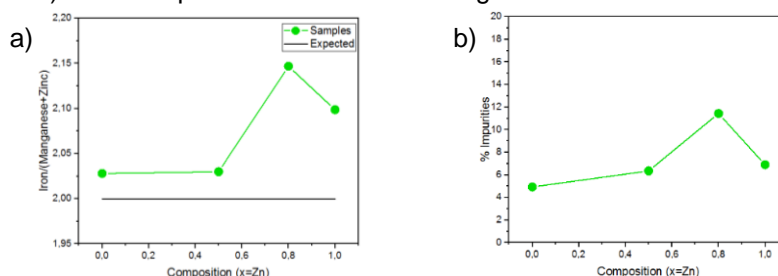 a)
2,20
2,15
2,10
2,05
2,00
1,95
Iron/(Manganese+Zinc)
Samples
Expected
0,0 0,2 0,4 0,6 0,8 1,0
Composition (x=Zn)
b)
20
18
16
14
12
10
8
6
4
2
0
% Impurities
0,0 0,2 0,4 0,6 0,8 1,0
Composition (x=Zn)